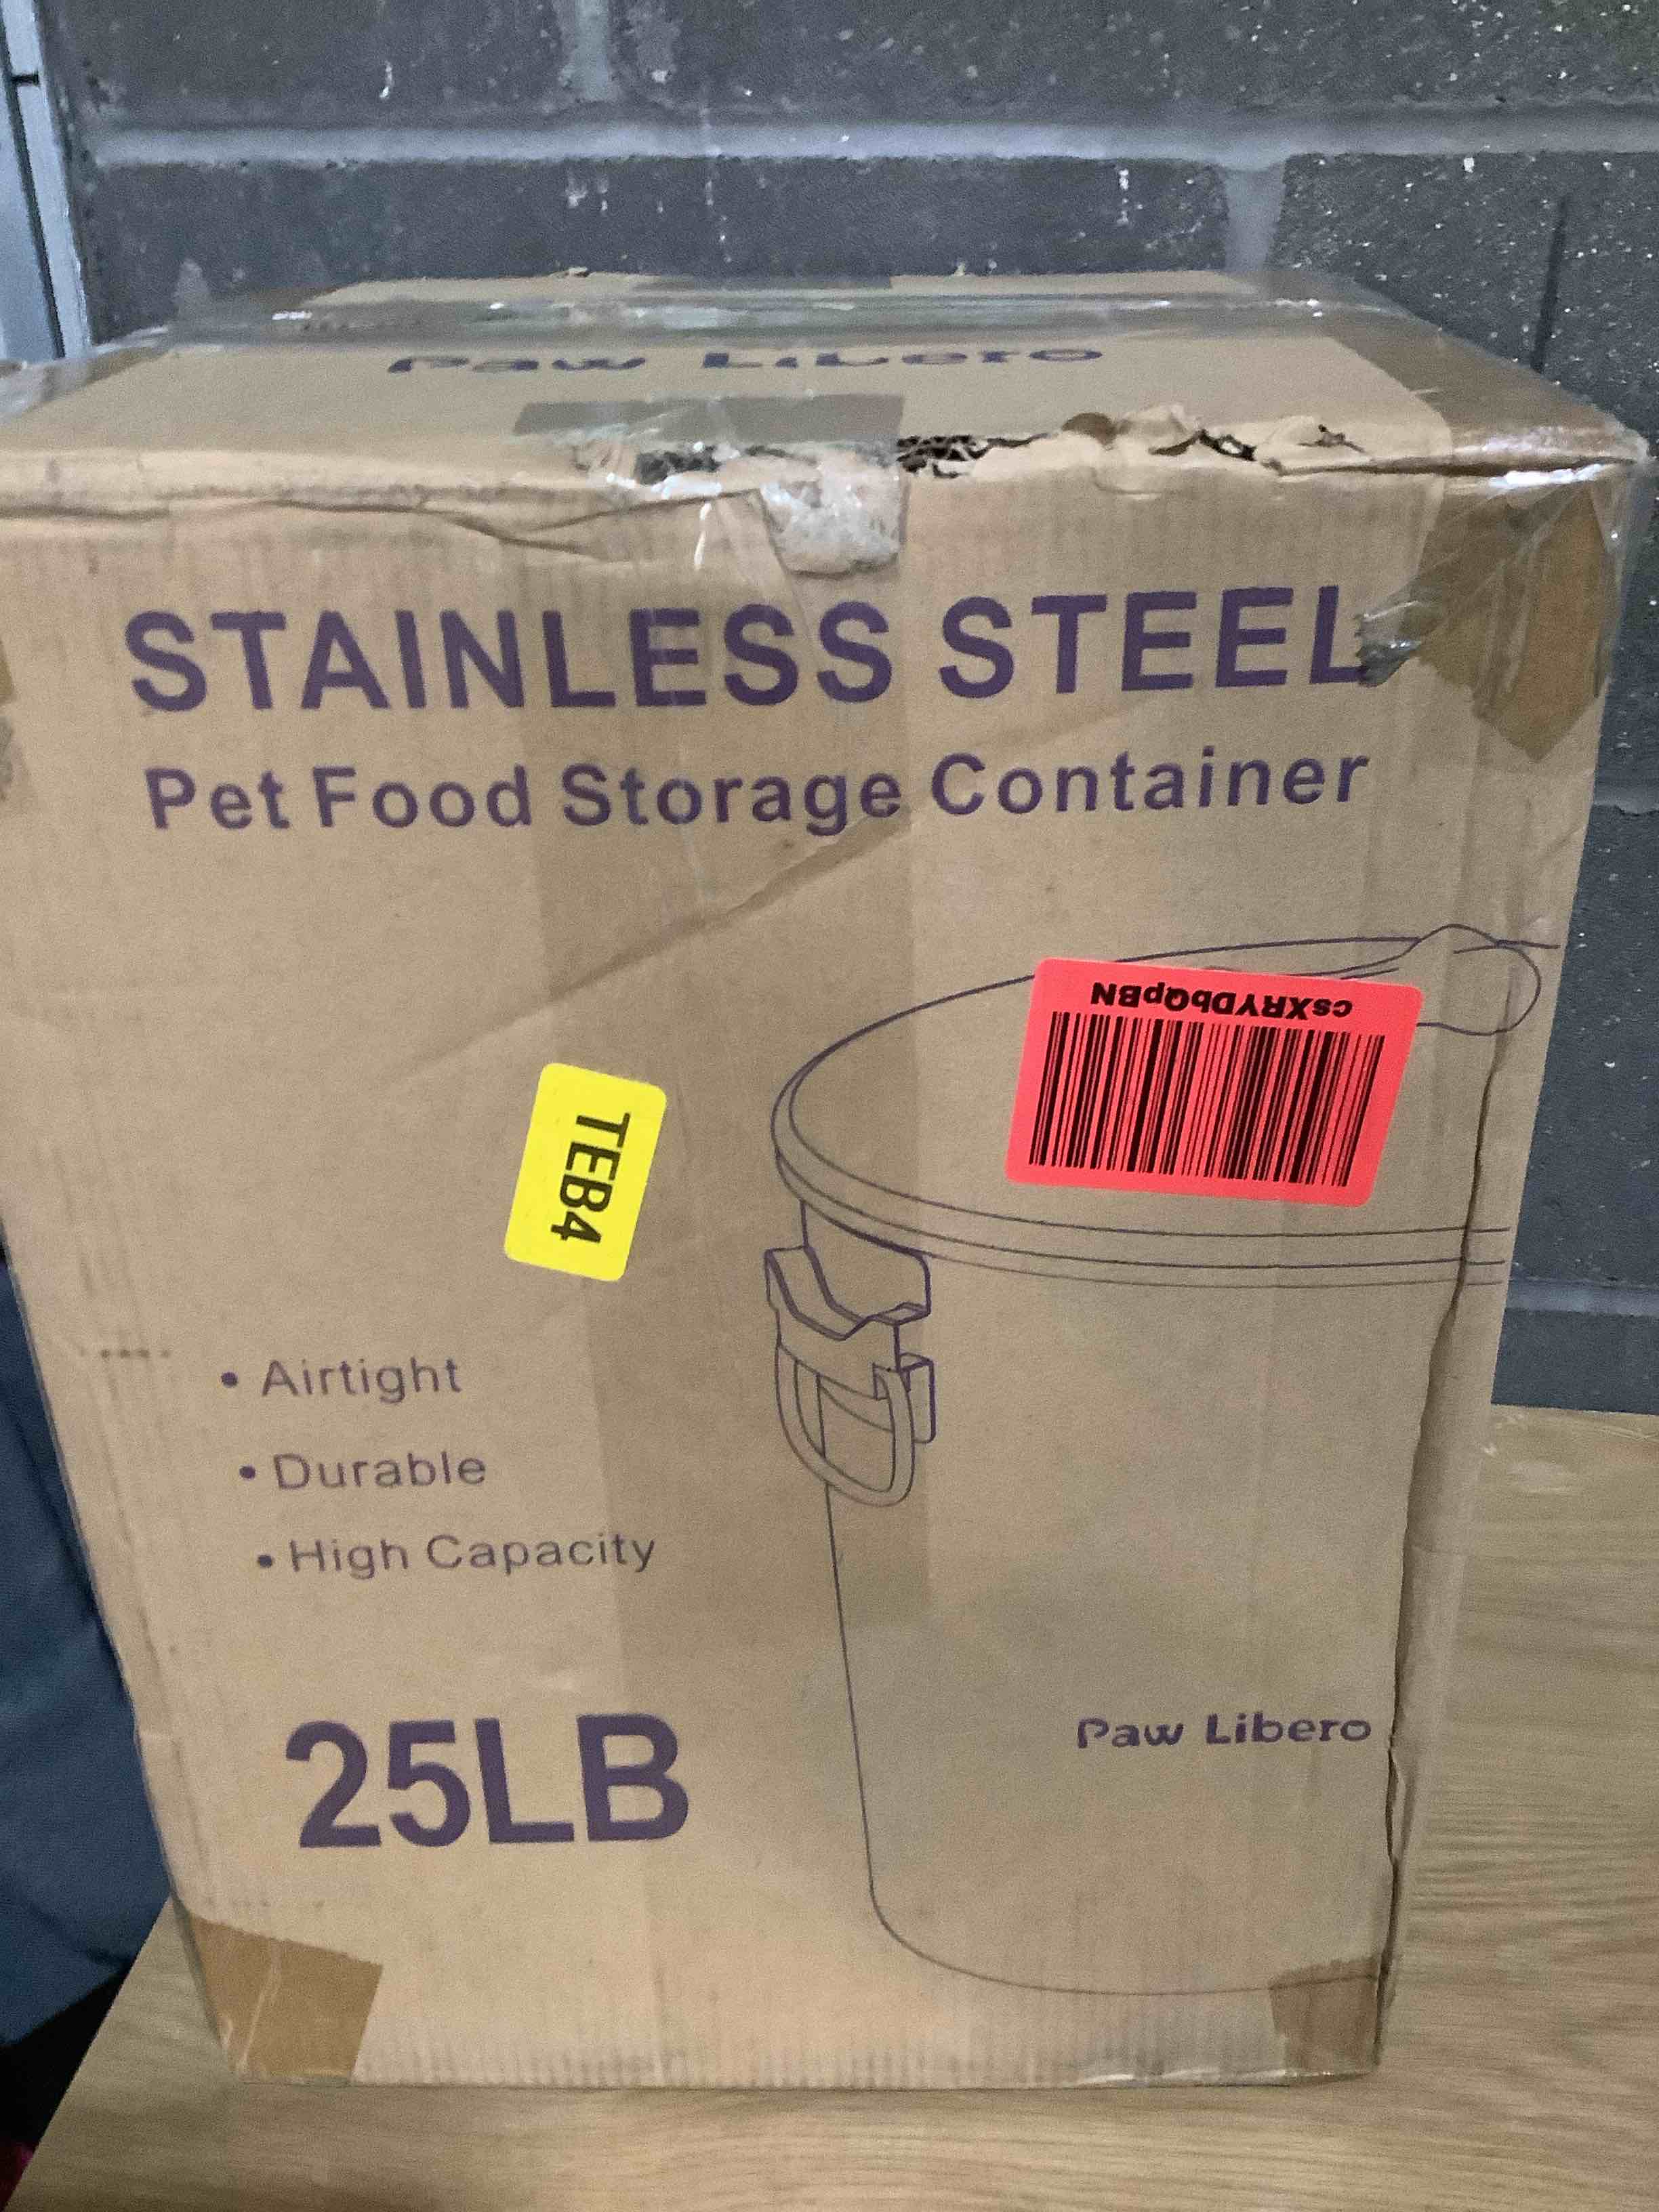 Paw Libero
STAINLESS STEEL
Pet Food Storage Container
csXRYDbQpBN
TEB4
• Airtight
• Durable
• High Capacity
25LB
Paw Libero